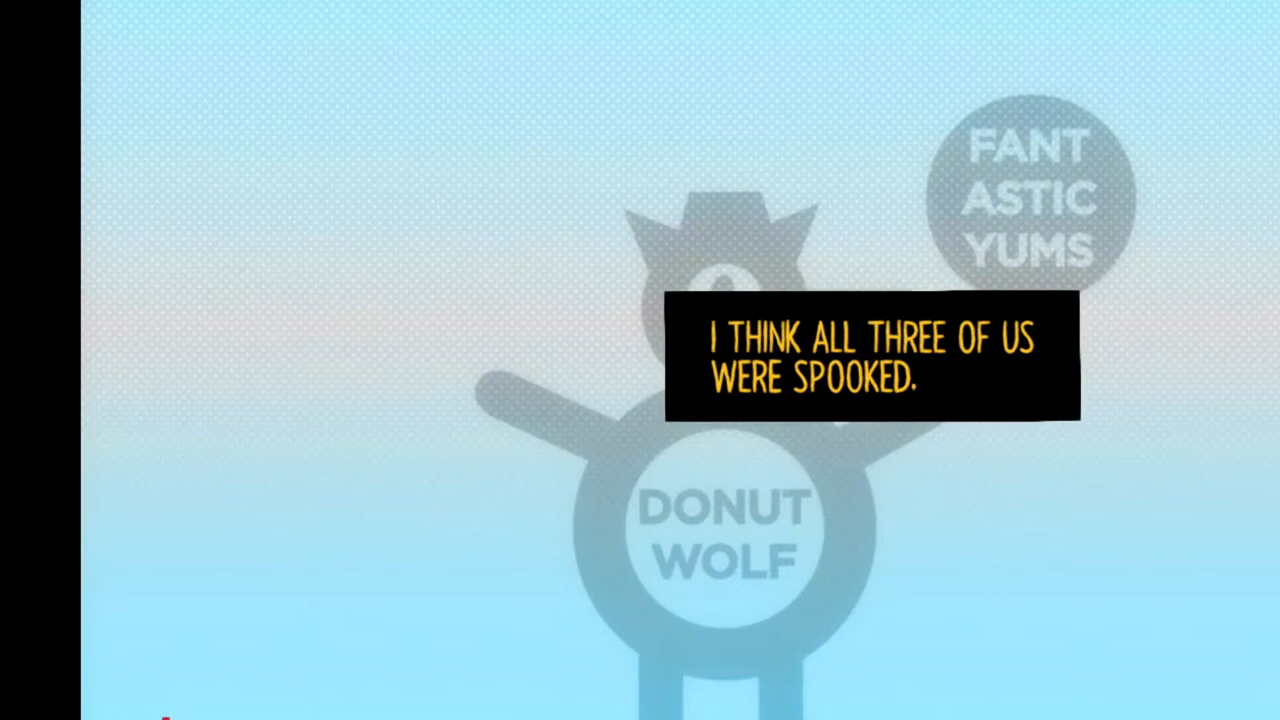 FANT
ASTIC
YUMS
I THINK ALL THREE OF US
WERE SPOOKED.
DONUT
WOLF